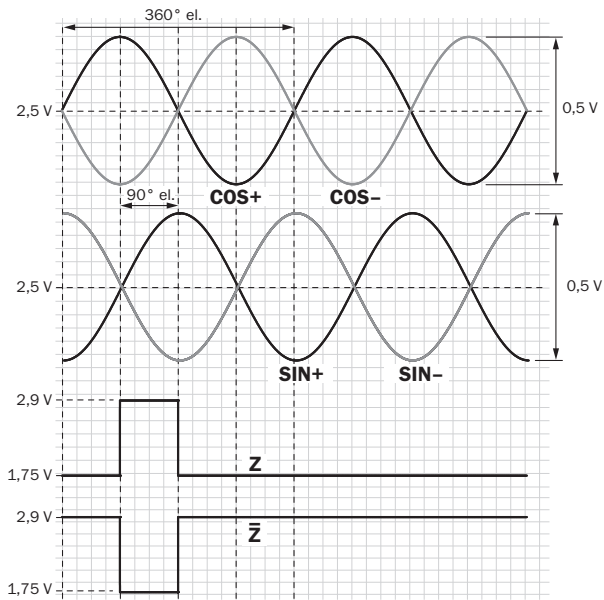 360° el.
2,5 V
0,5 V
COS+ COS–
90° el.
2,5 V
0,5 V
SIN+ SIN–
2,9 V
Z
1,75 V
2,9 V
Z̅
1,75 V